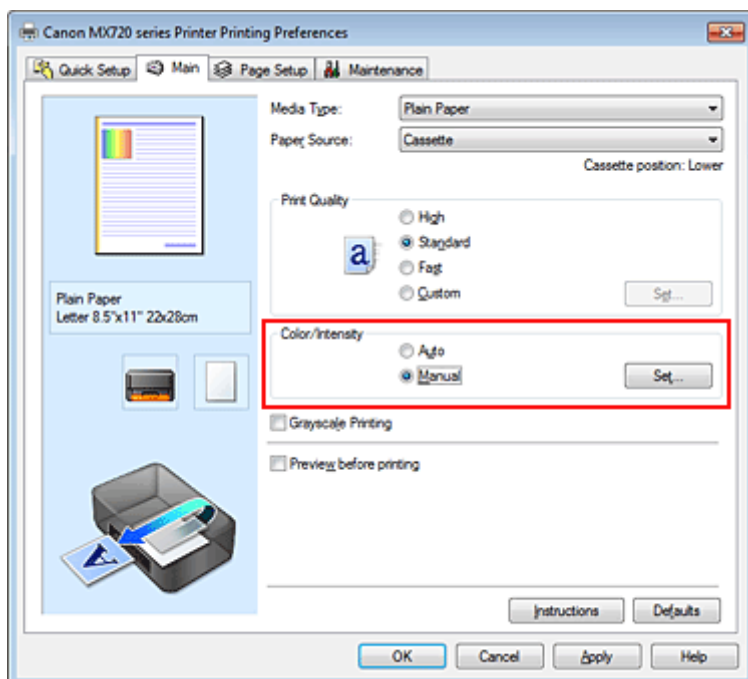 Canon MX720 series Printer Printing Preferences
Quick Setup Main Page Setup Maintenance
Media Type: Plain Paper
Paper Source: Cassette
Cassette position: Lower
Print Quality
High
Standard
a
Fast
Custom Set...
Plain Paper
Letter 8.5"x11" 22x28cm
Color/Intensity
Auto
Manual Set...
Grayscale Printing
Preview before printing
A
Instructions Defaults
OK Cancel Apply Help